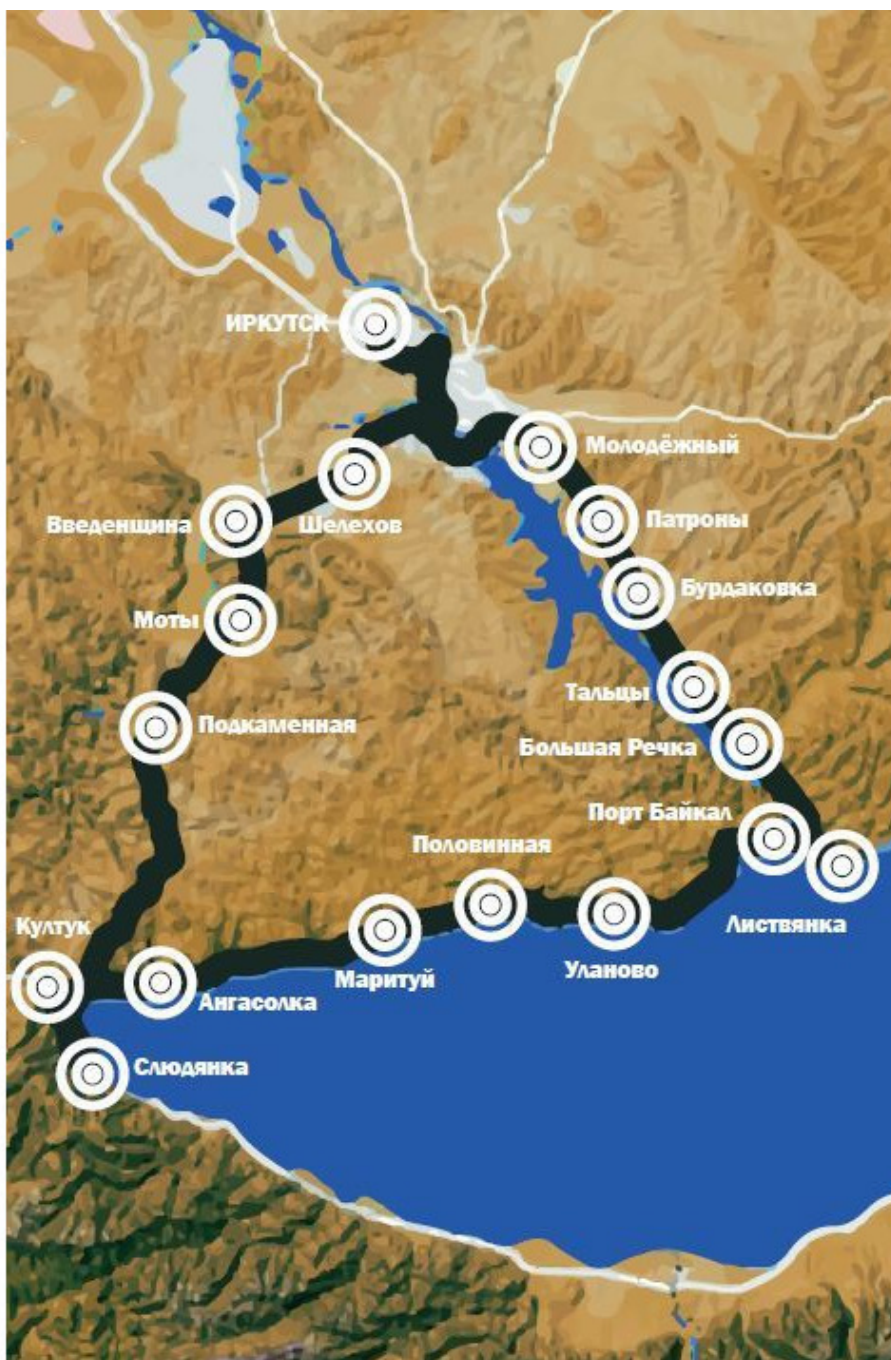 ИРКУТСК
Молодёжный
Введенщина
Шелехов
Патроны
Бурдаковка
Моты
Тальцы
Подкаменная
Большая Речка
Порт Байкал
Половинная
Култук
Листвянка
Маритуй
Уланово
Ангасолка
Слюдянка